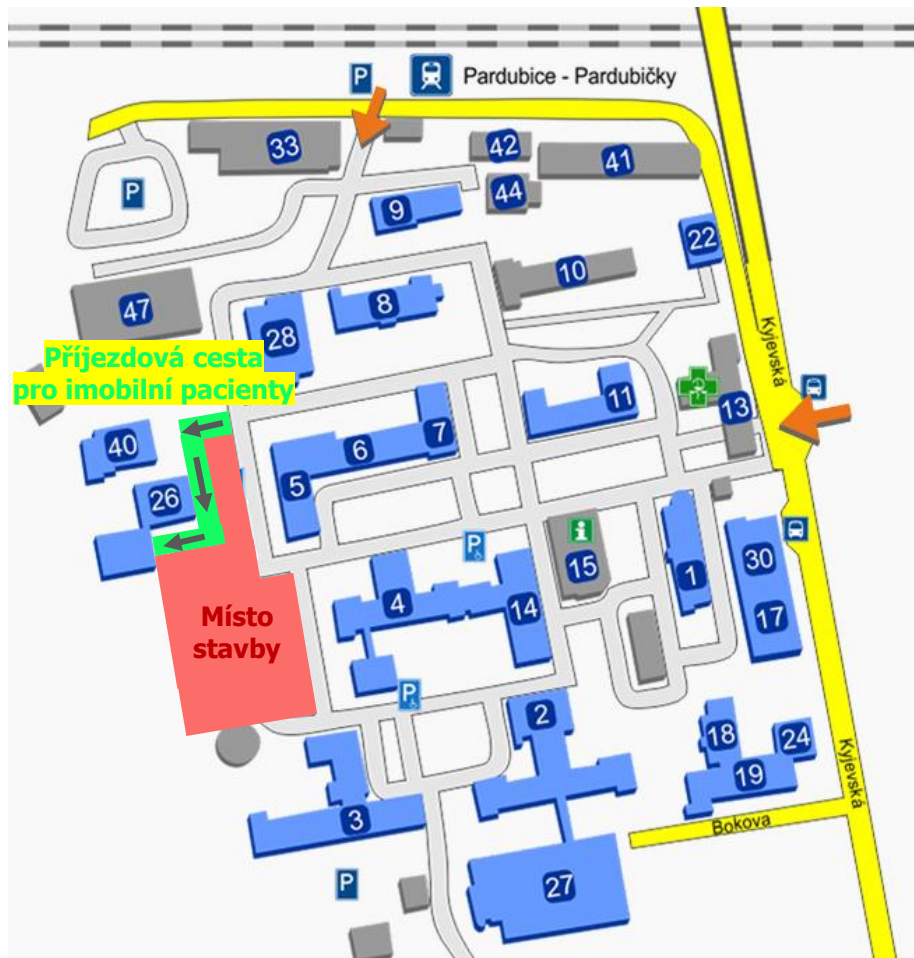 P
Pardubice - Pardubičky
33
42
41
P
44
9
22
10
47
8
28
Kyjevská
Příjezdová cesta
pro imobilní pacienty
11
13
7
40
6
5
26
P
i
30
15
1
4
14
Místo
stavby
17
P
2
18
24
19
Kyjevská
3
Bokova
P
27